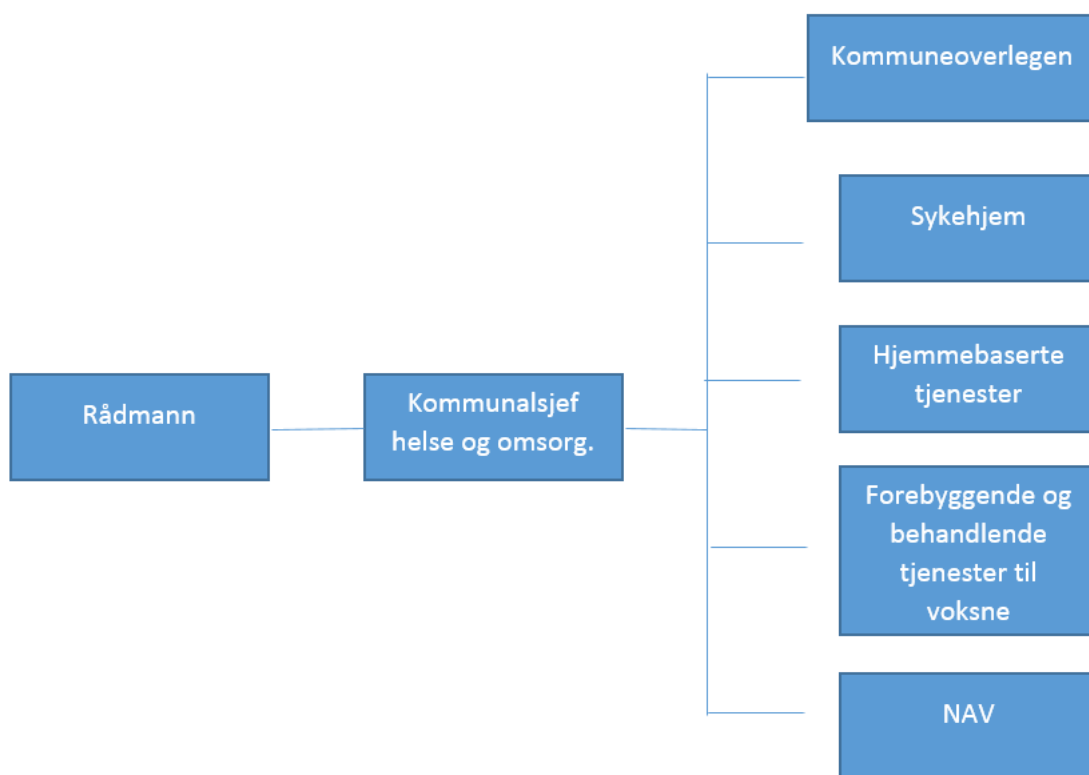 Rådmann
Kommunalsjef
helse og omsorg.
Kommuneoverlegen
Sykehjem
Hjemmebaserte
tjenester
Forebyggende og
behandlende
tjenester til
voksne
NAV